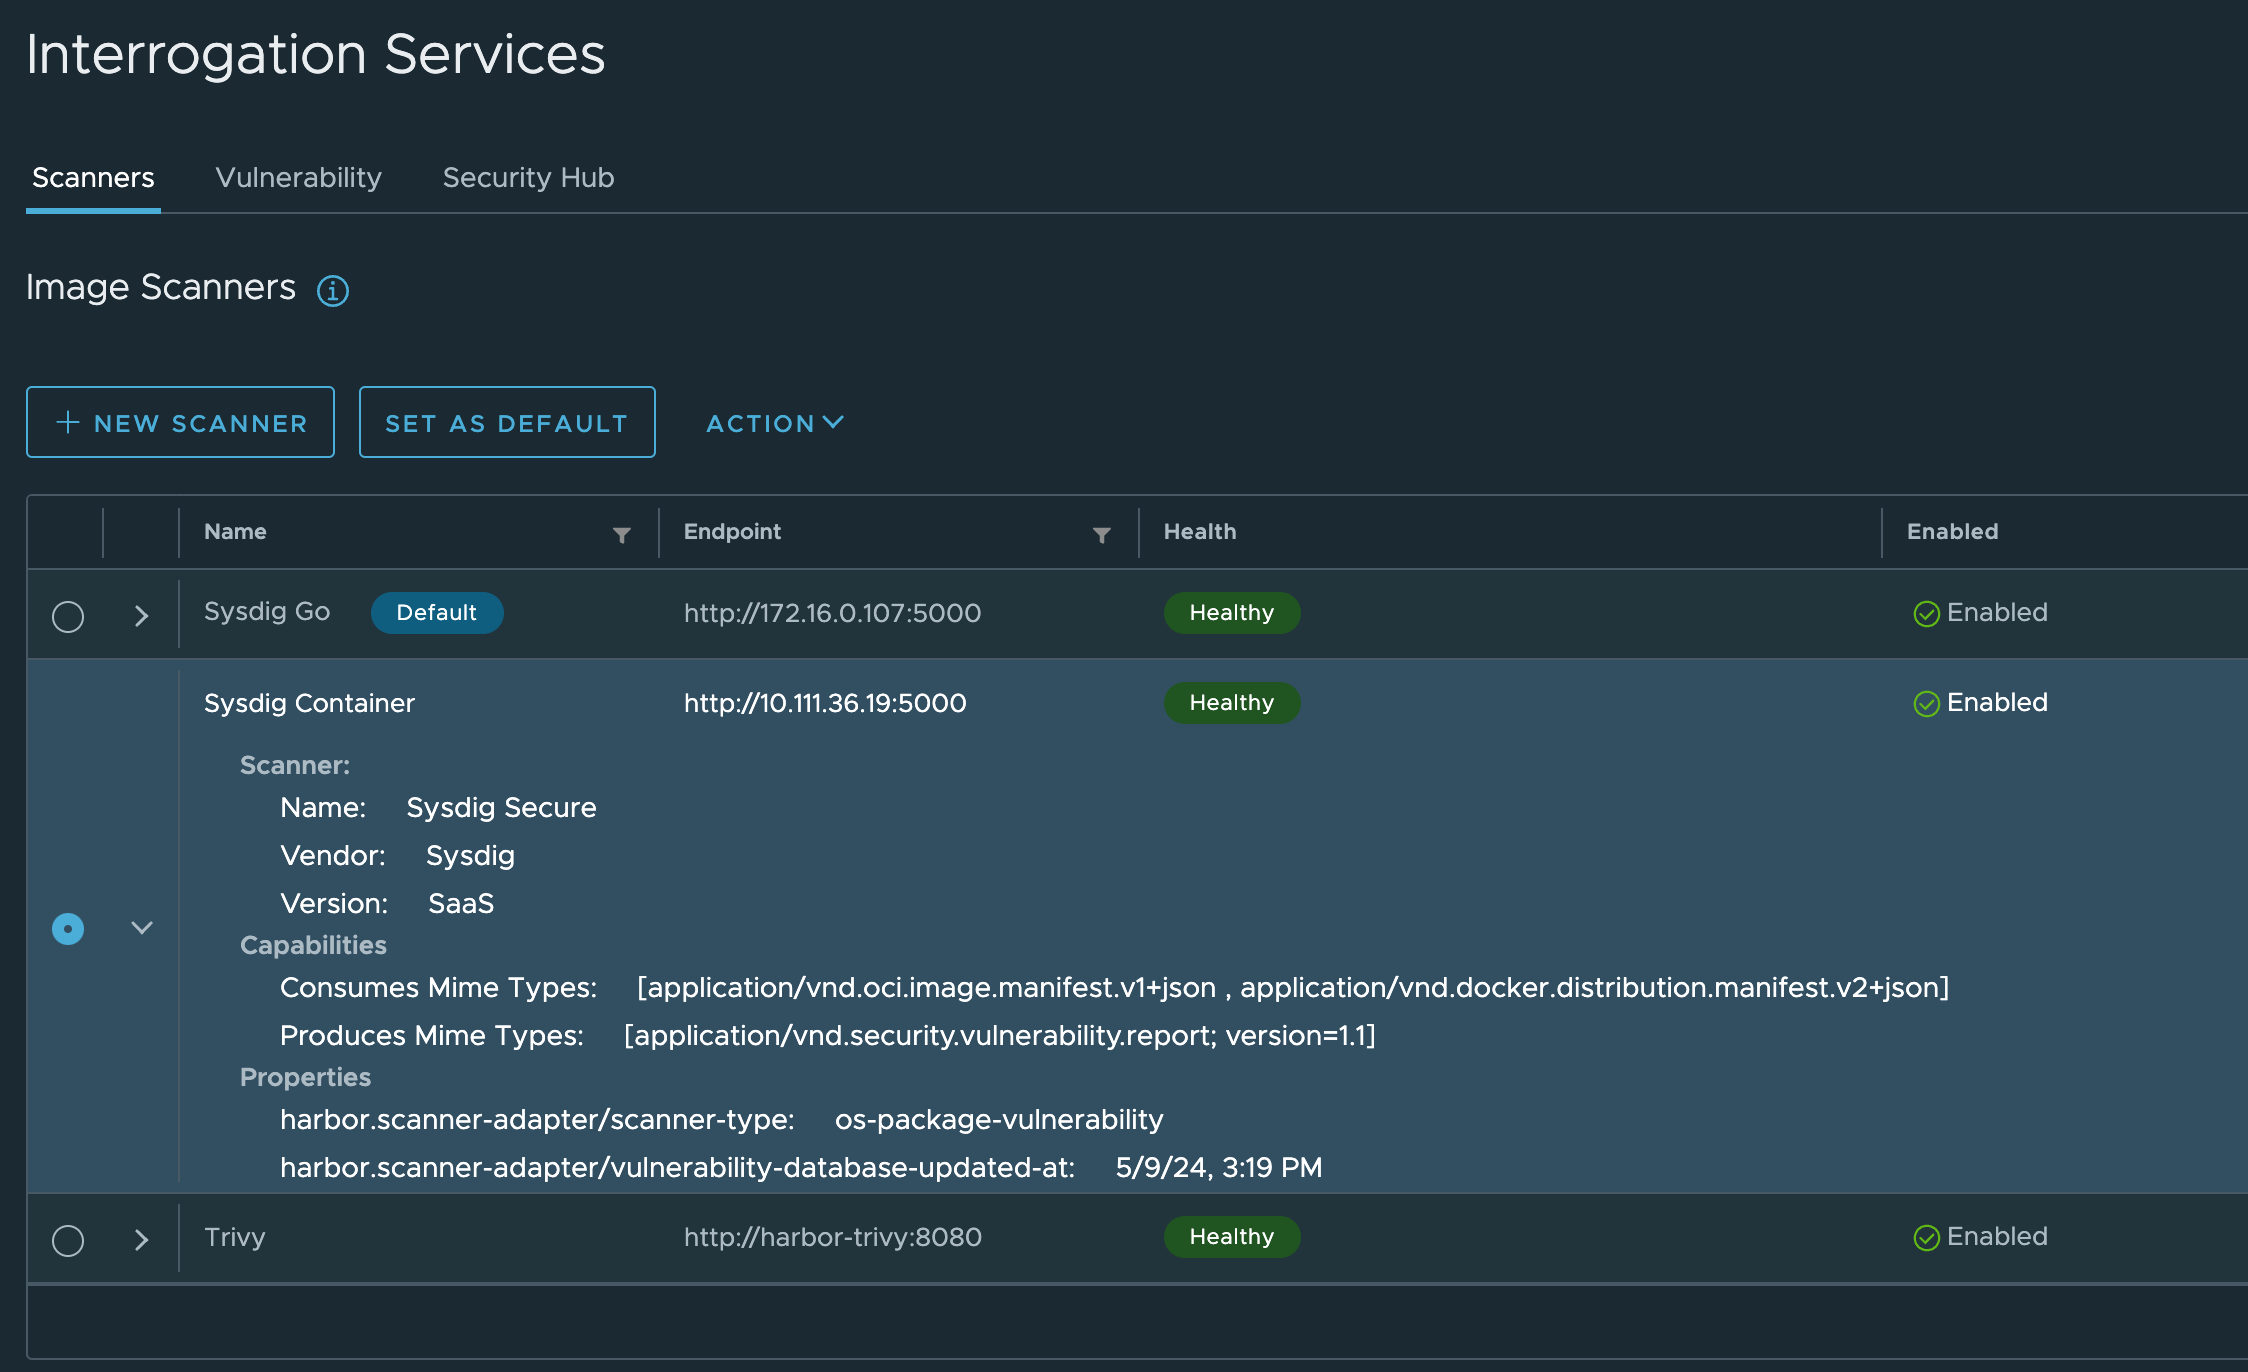 Interrogation Services
Scanners Vulnerability Security Hub
Image Scanners
NEW SCANNER SET AS DEFAULT ACTION
Name Endpoint Health Enabled
Sysdig Go Default http://172.16.0.107:5000 Healthy Enabled
Sysdig Container http://10.111.36.19:5000 Healthy Enabled
Scanner:
Name: Sysdig Secure
Vendor: Sysdig
Version: SaaS
Capabilities
Consumes Mime Types: [application/vnd.oci.image.manifest.v1+json , application/vnd.docker.distribution.manifest.v2+json]
Produces Mime Types: [application/vnd.security.vulnerability.report; version=1.1]
Properties
harbor.scanner-adapter/scanner-type: os-package-vulnerability
harbor.scanner-adapter/vulnerability-database-updated-at: 5/9/24, 3:19 PM
Trivy http://harbor-trivy:8080 Healthy Enabled